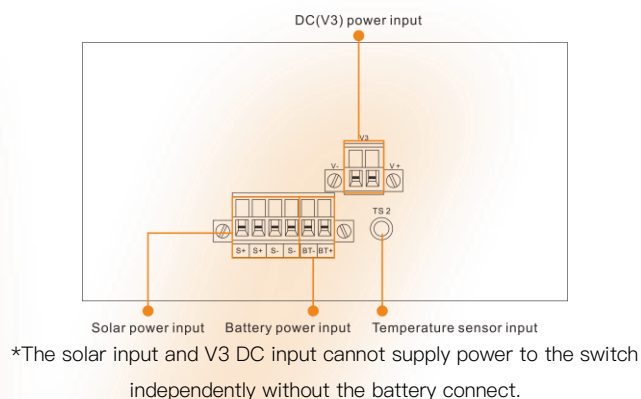 DC(V3) power input
V3
V- V+
TS 2
S+ S+ S- S- BT- BT+
Solar power input Battery power input Temperature sensor input
*The solar input and V3 DC input cannot supply power to the switch
independently without the battery connect.